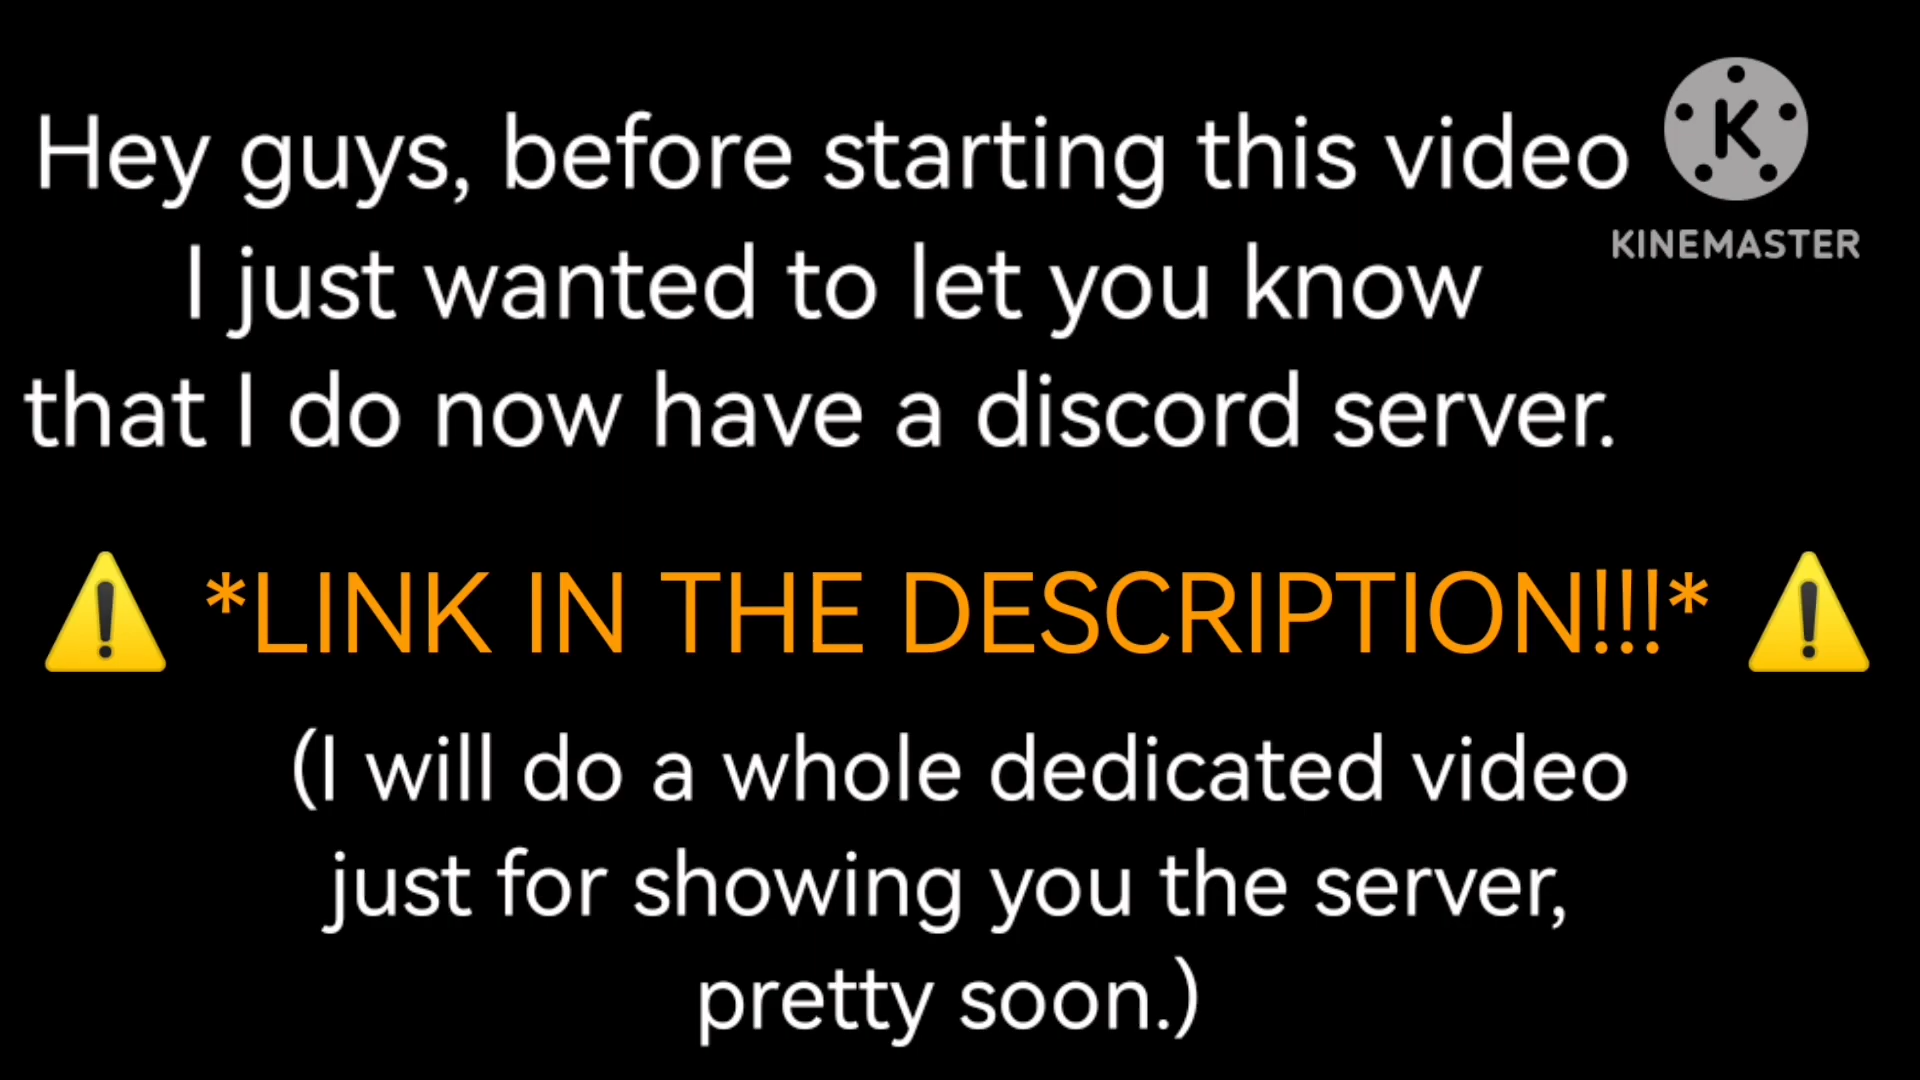 Hey guys, before starting this video
I just wanted to let you know
that I do now have a discord server.
K
KINEMASTER
⚠️ *LINK IN THE DESCRIPTION!!!* ⚠️
(I will do a whole dedicated video
just for showing you the server,
pretty soon.)